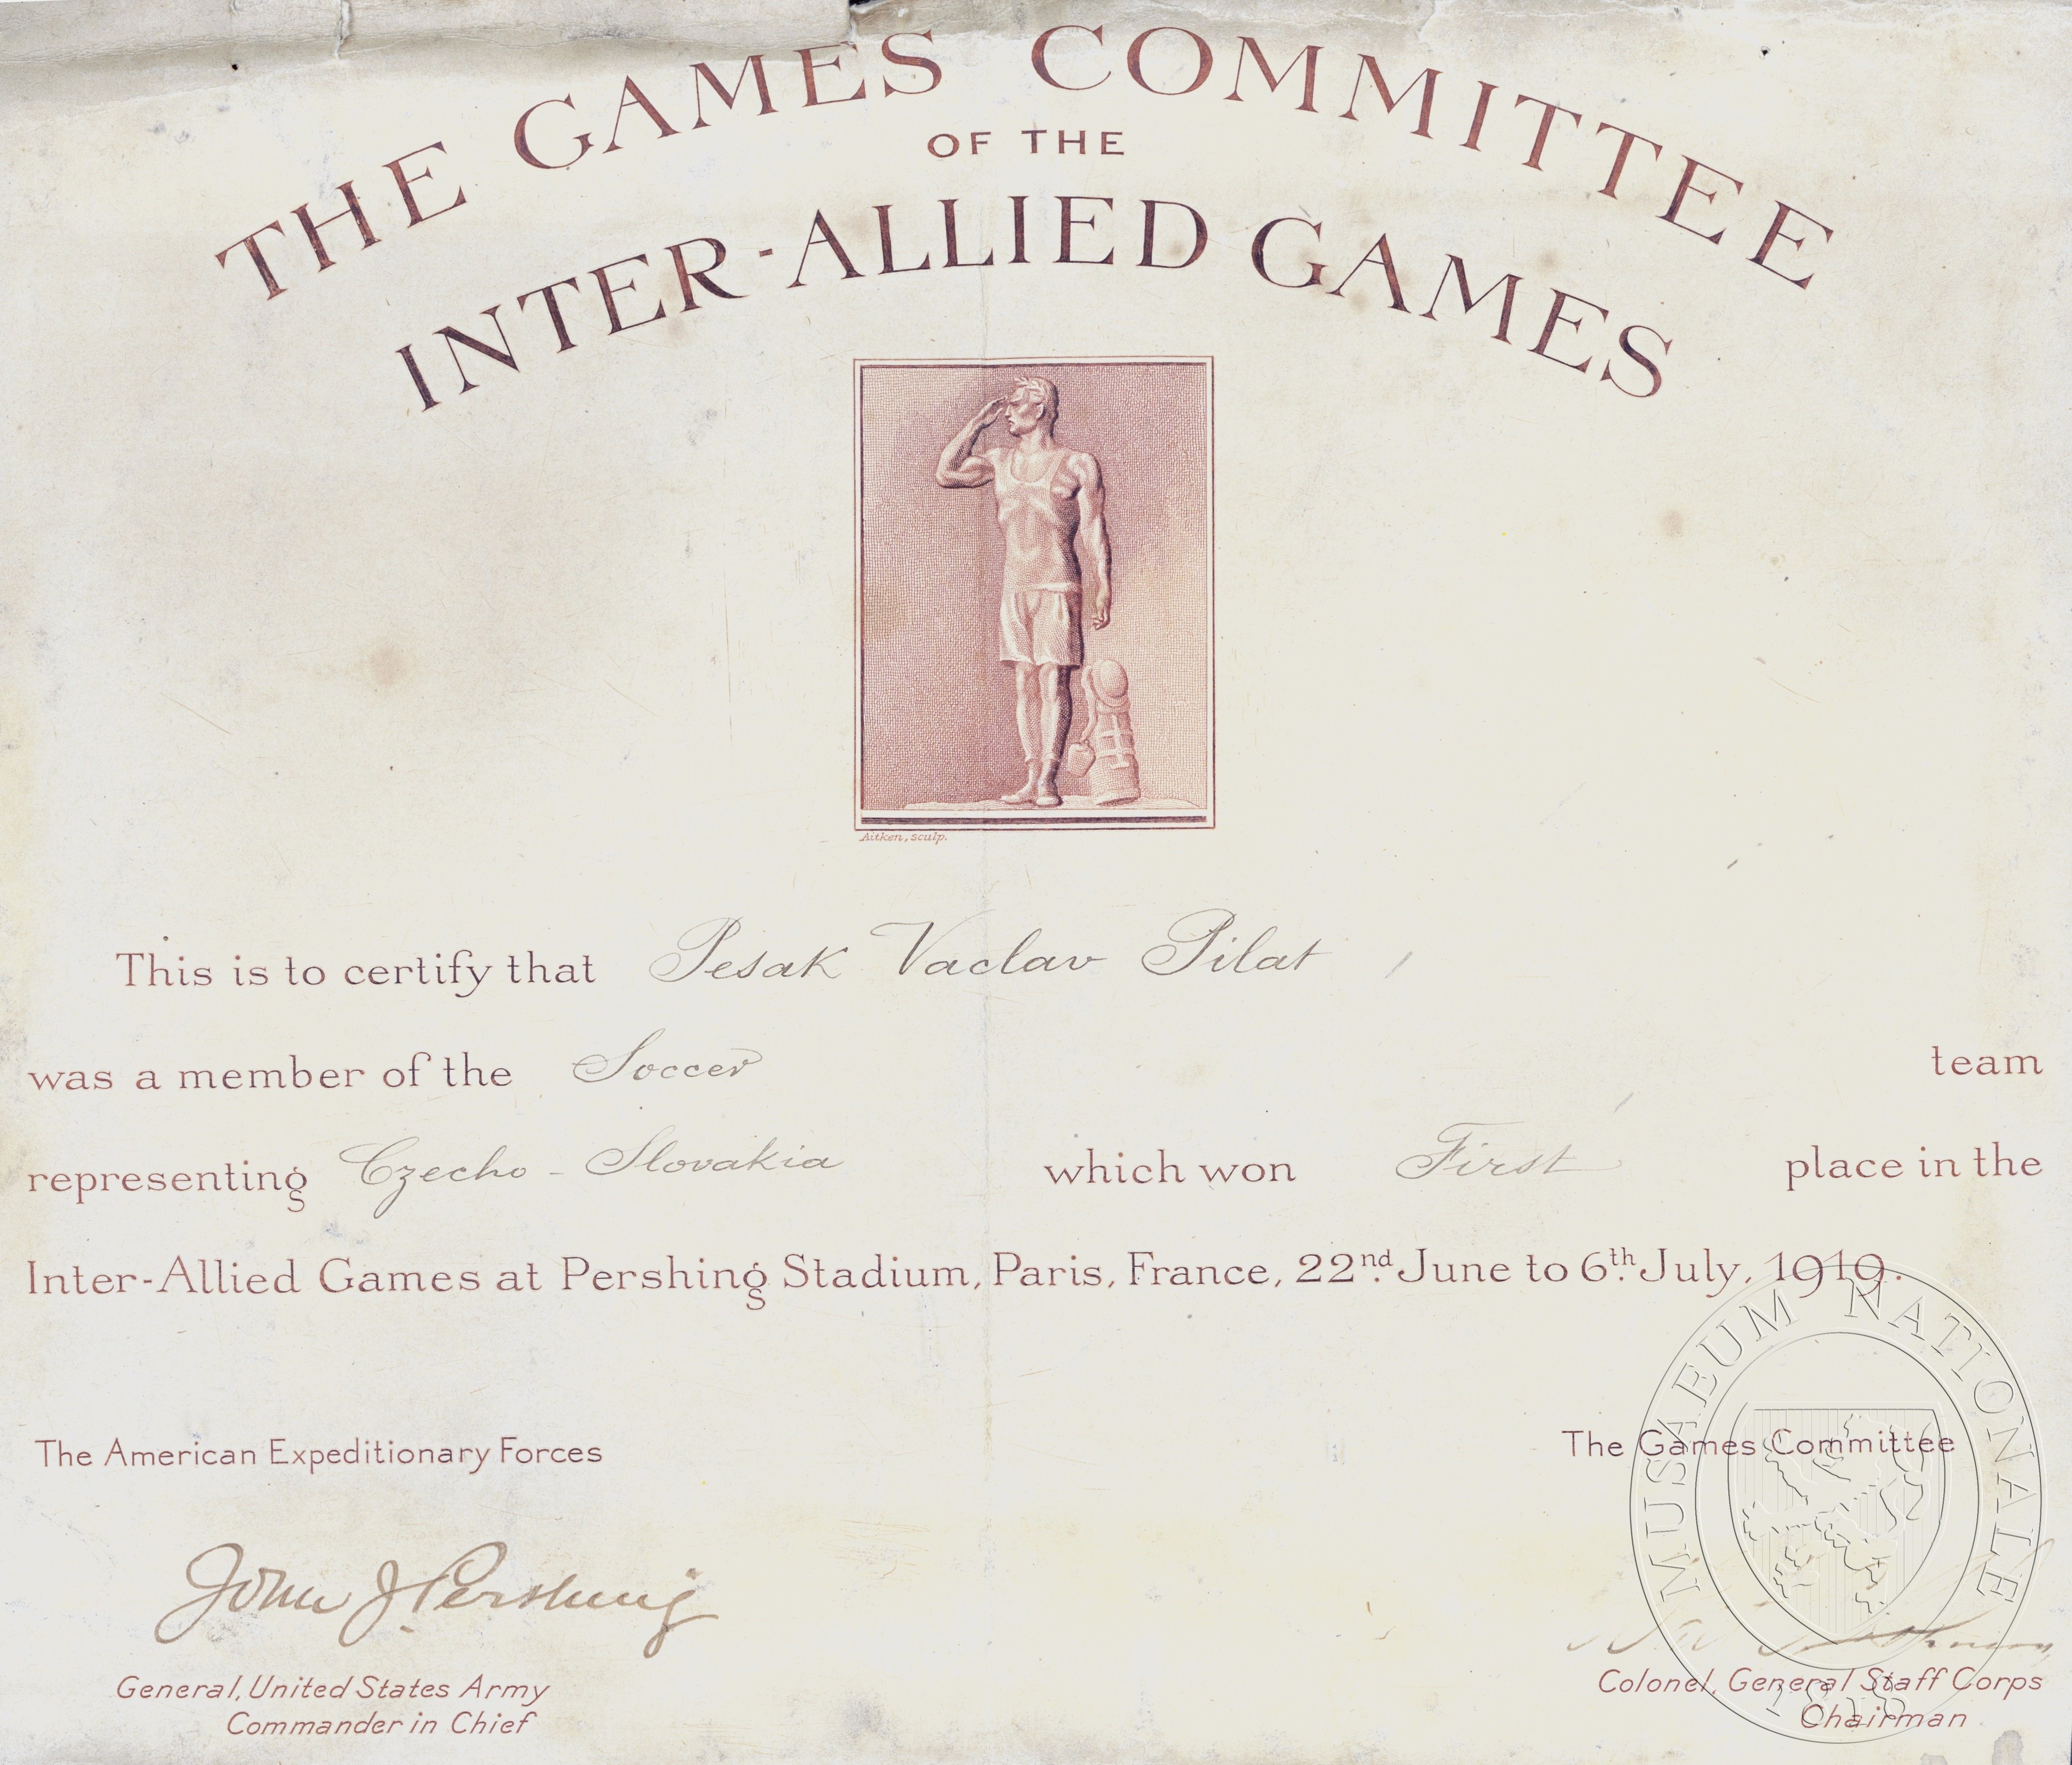 THE GAMES COMMITTEE
OF THE
INTER-ALLIED GAMES
Aitken, sculp.
This is to certify that Pesak Vaclav Pilat
was a member of the Soccer team
representing Czecho-Slovakia which won First place in the
Inter-Allied Games at Pershing Stadium, Paris, France, 22nd. June to 6th. July, 1919.
The American Expeditionary Forces
The Games Committee
John J. Pershing
General, United States Army
Commander in Chief
Colonel, General Staff Corps
Chairman
MUSAEUM NATIONALE
1818